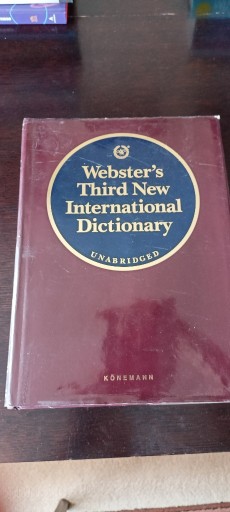 Webster's
Third New
International
Dictionary
UNABRIDGED
KÖNEMANN